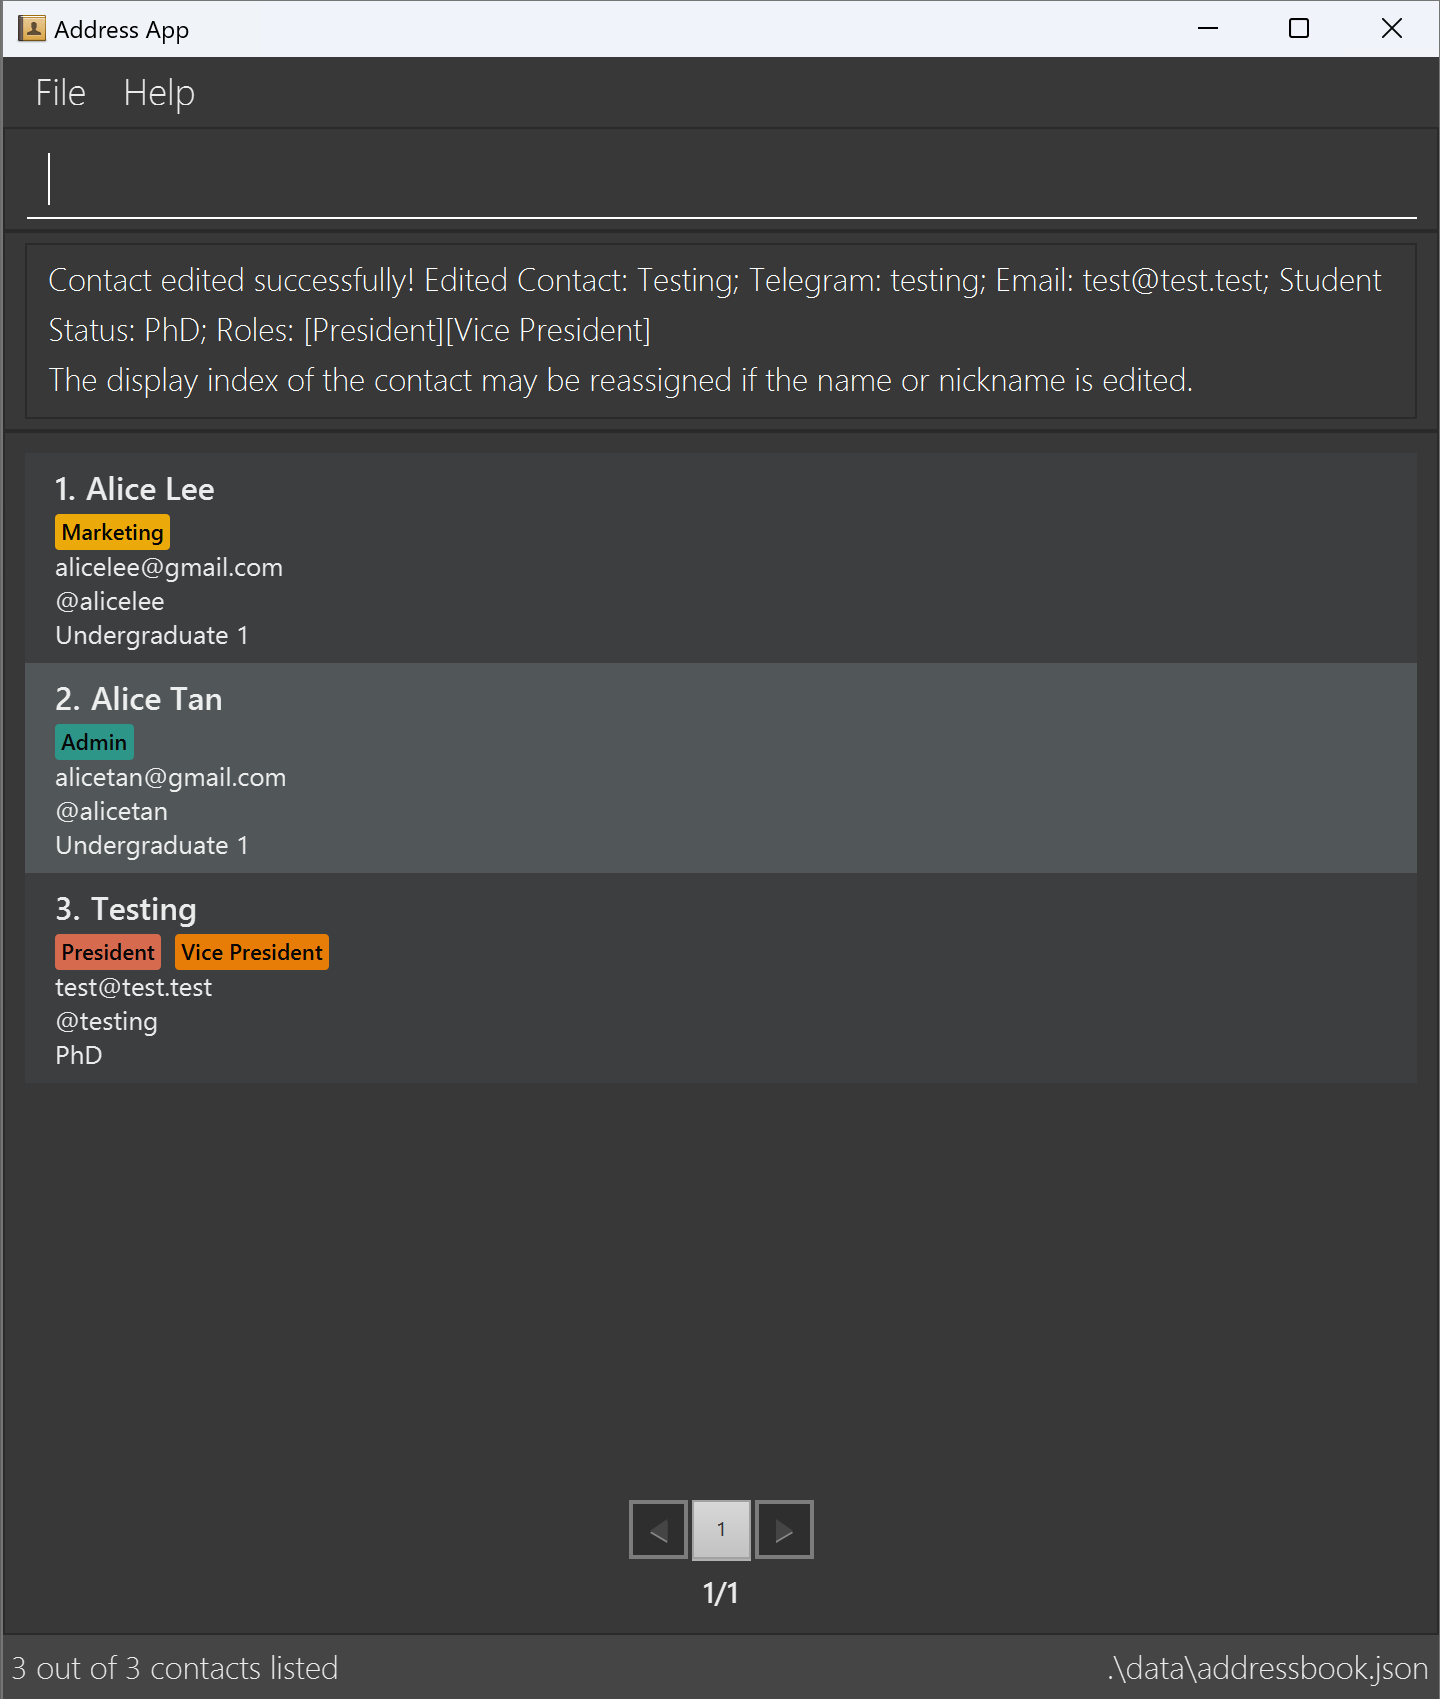 Address App
File Help
Contact edited successfully! Edited Contact: Testing; Telegram: testing; Email: test@test.test; Student
Status: PhD; Roles: [President][Vice President]
The display index of the contact may be reassigned if the name or nickname is edited.
1. Alice Lee
Marketing
alicelee@gmail.com
@alicelee
Undergraduate 1
2. Alice Tan
Admin
alicetan@gmail.com
@alicetan
Undergraduate 1
3. Testing
President Vice President
test@test.test
@testing
PhD
1
1/1
3 out of 3 contacts listed .\data\addressbook.json